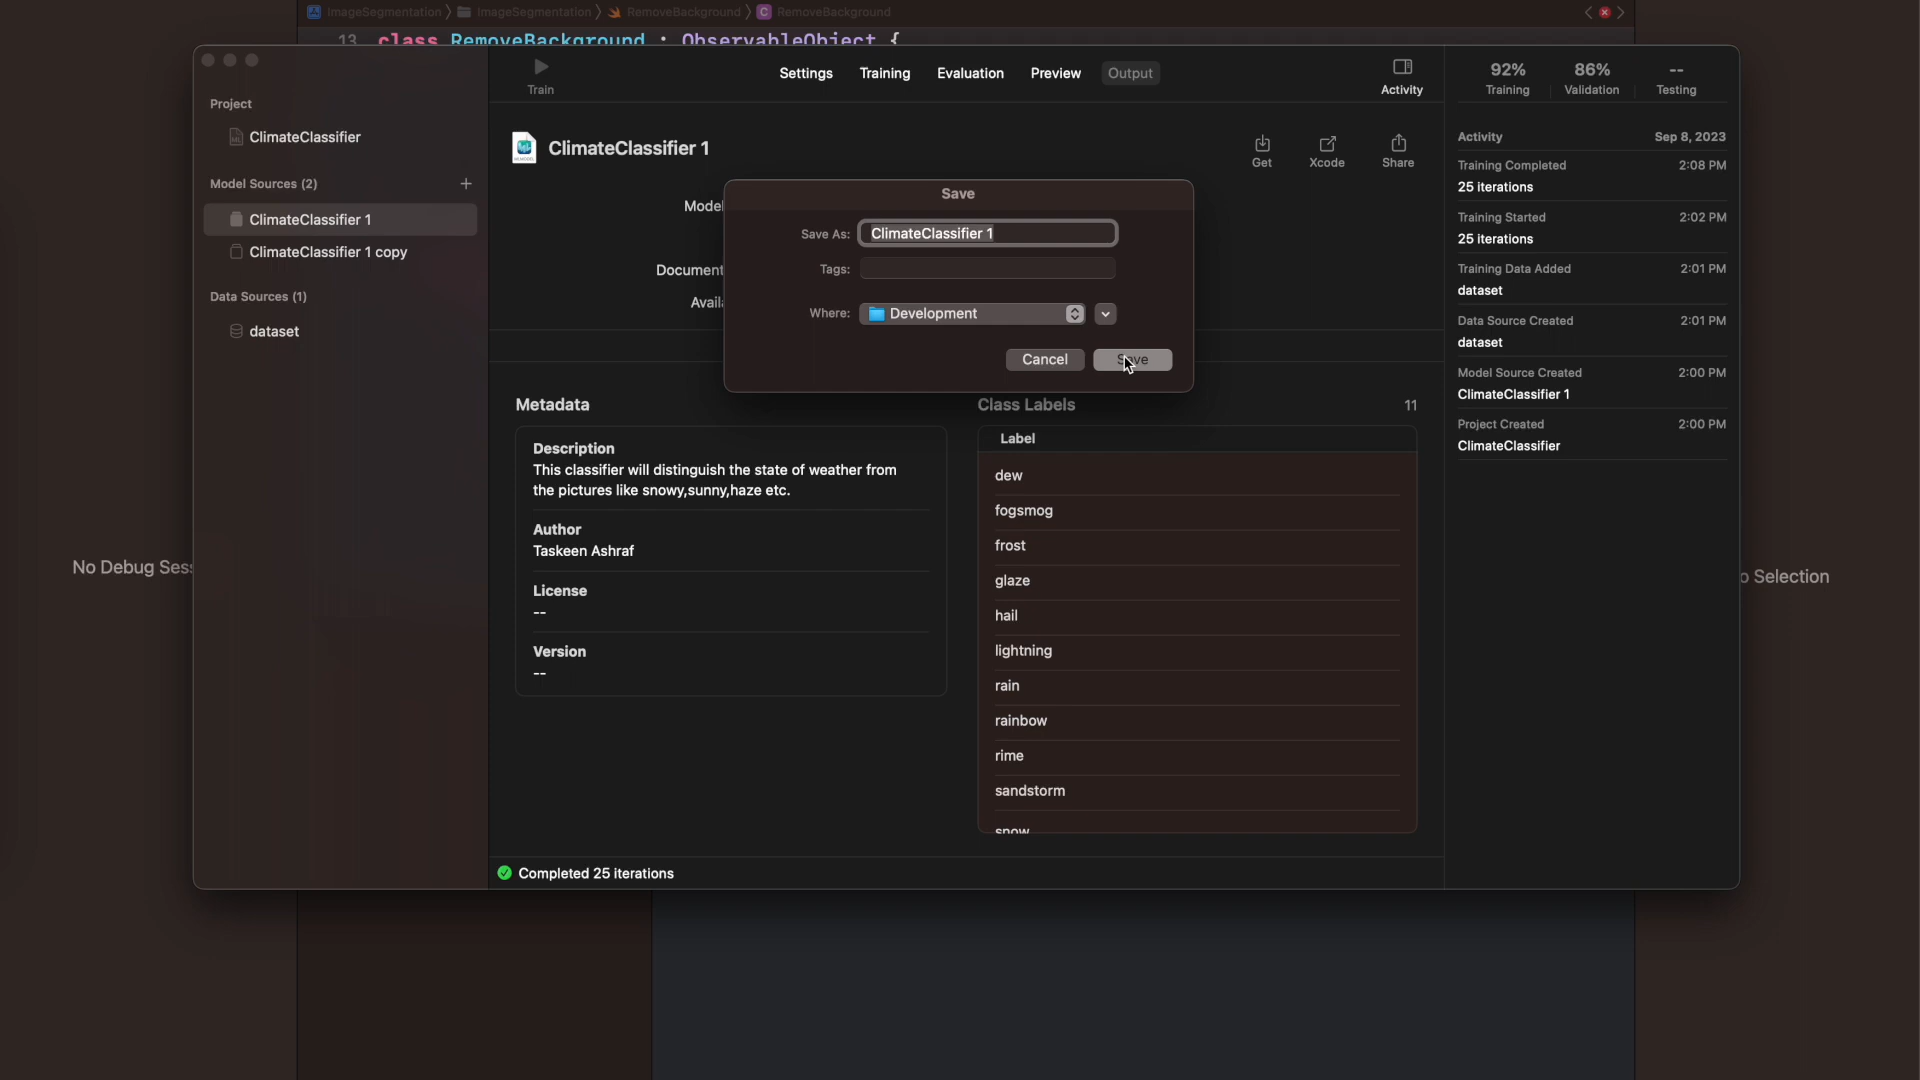 ImageSegmentation
ImageSegmentation
RemoveBackground
RemoveBackground
13 class RemoveBackground : ObservableObject {
Train
Settings
Training
Evaluation
Preview
Output
Activity
92%
Training
86%
Validation
--
Testing
Project
ClimateClassifier
Model Sources (2)
ClimateClassifier 1
ClimateClassifier 1 copy
Data Sources (1)
dataset
ClimateClassifier 1
Get
Xcode
Share
Model
Document
Availa
Save
Save As: ClimateClassifier 1
Tags:
Where: Development
Cancel
Save
Metadata
Description
This classifier will distinguish the state of weather from
the pictures like snowy,sunny,haze etc.
Author
Taskeen Ashraf
License
--
Version
--
Class Labels 11
Label
dew
fogsmog
frost
glaze
hail
lightning
rain
rainbow
rime
sandstorm
snow
Completed 25 iterations
Activity Sep 8, 2023
Training Completed 2:08 PM
25 iterations
Training Started 2:02 PM
25 iterations
Training Data Added 2:01 PM
dataset
Data Source Created 2:01 PM
dataset
Model Source Created 2:00 PM
ClimateClassifier 1
Project Created 2:00 PM
ClimateClassifier
No Debug Sess
o Selection